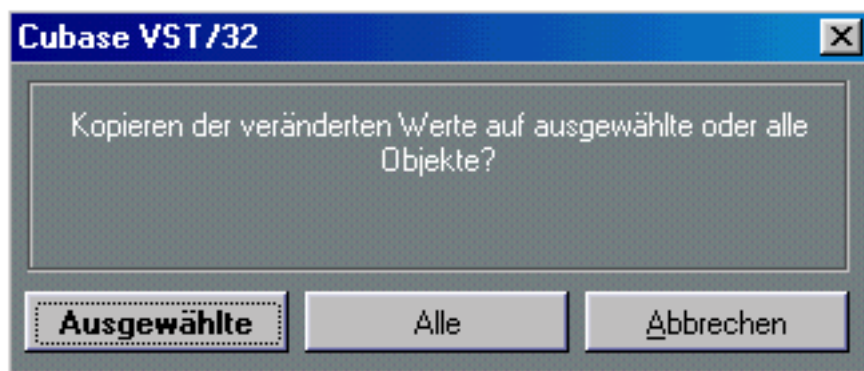 Cubase VST/32
Kopieren der veränderten Werte auf ausgewählte oder alle
Objekte?
Ausgewählte
Alle
Abbrechen